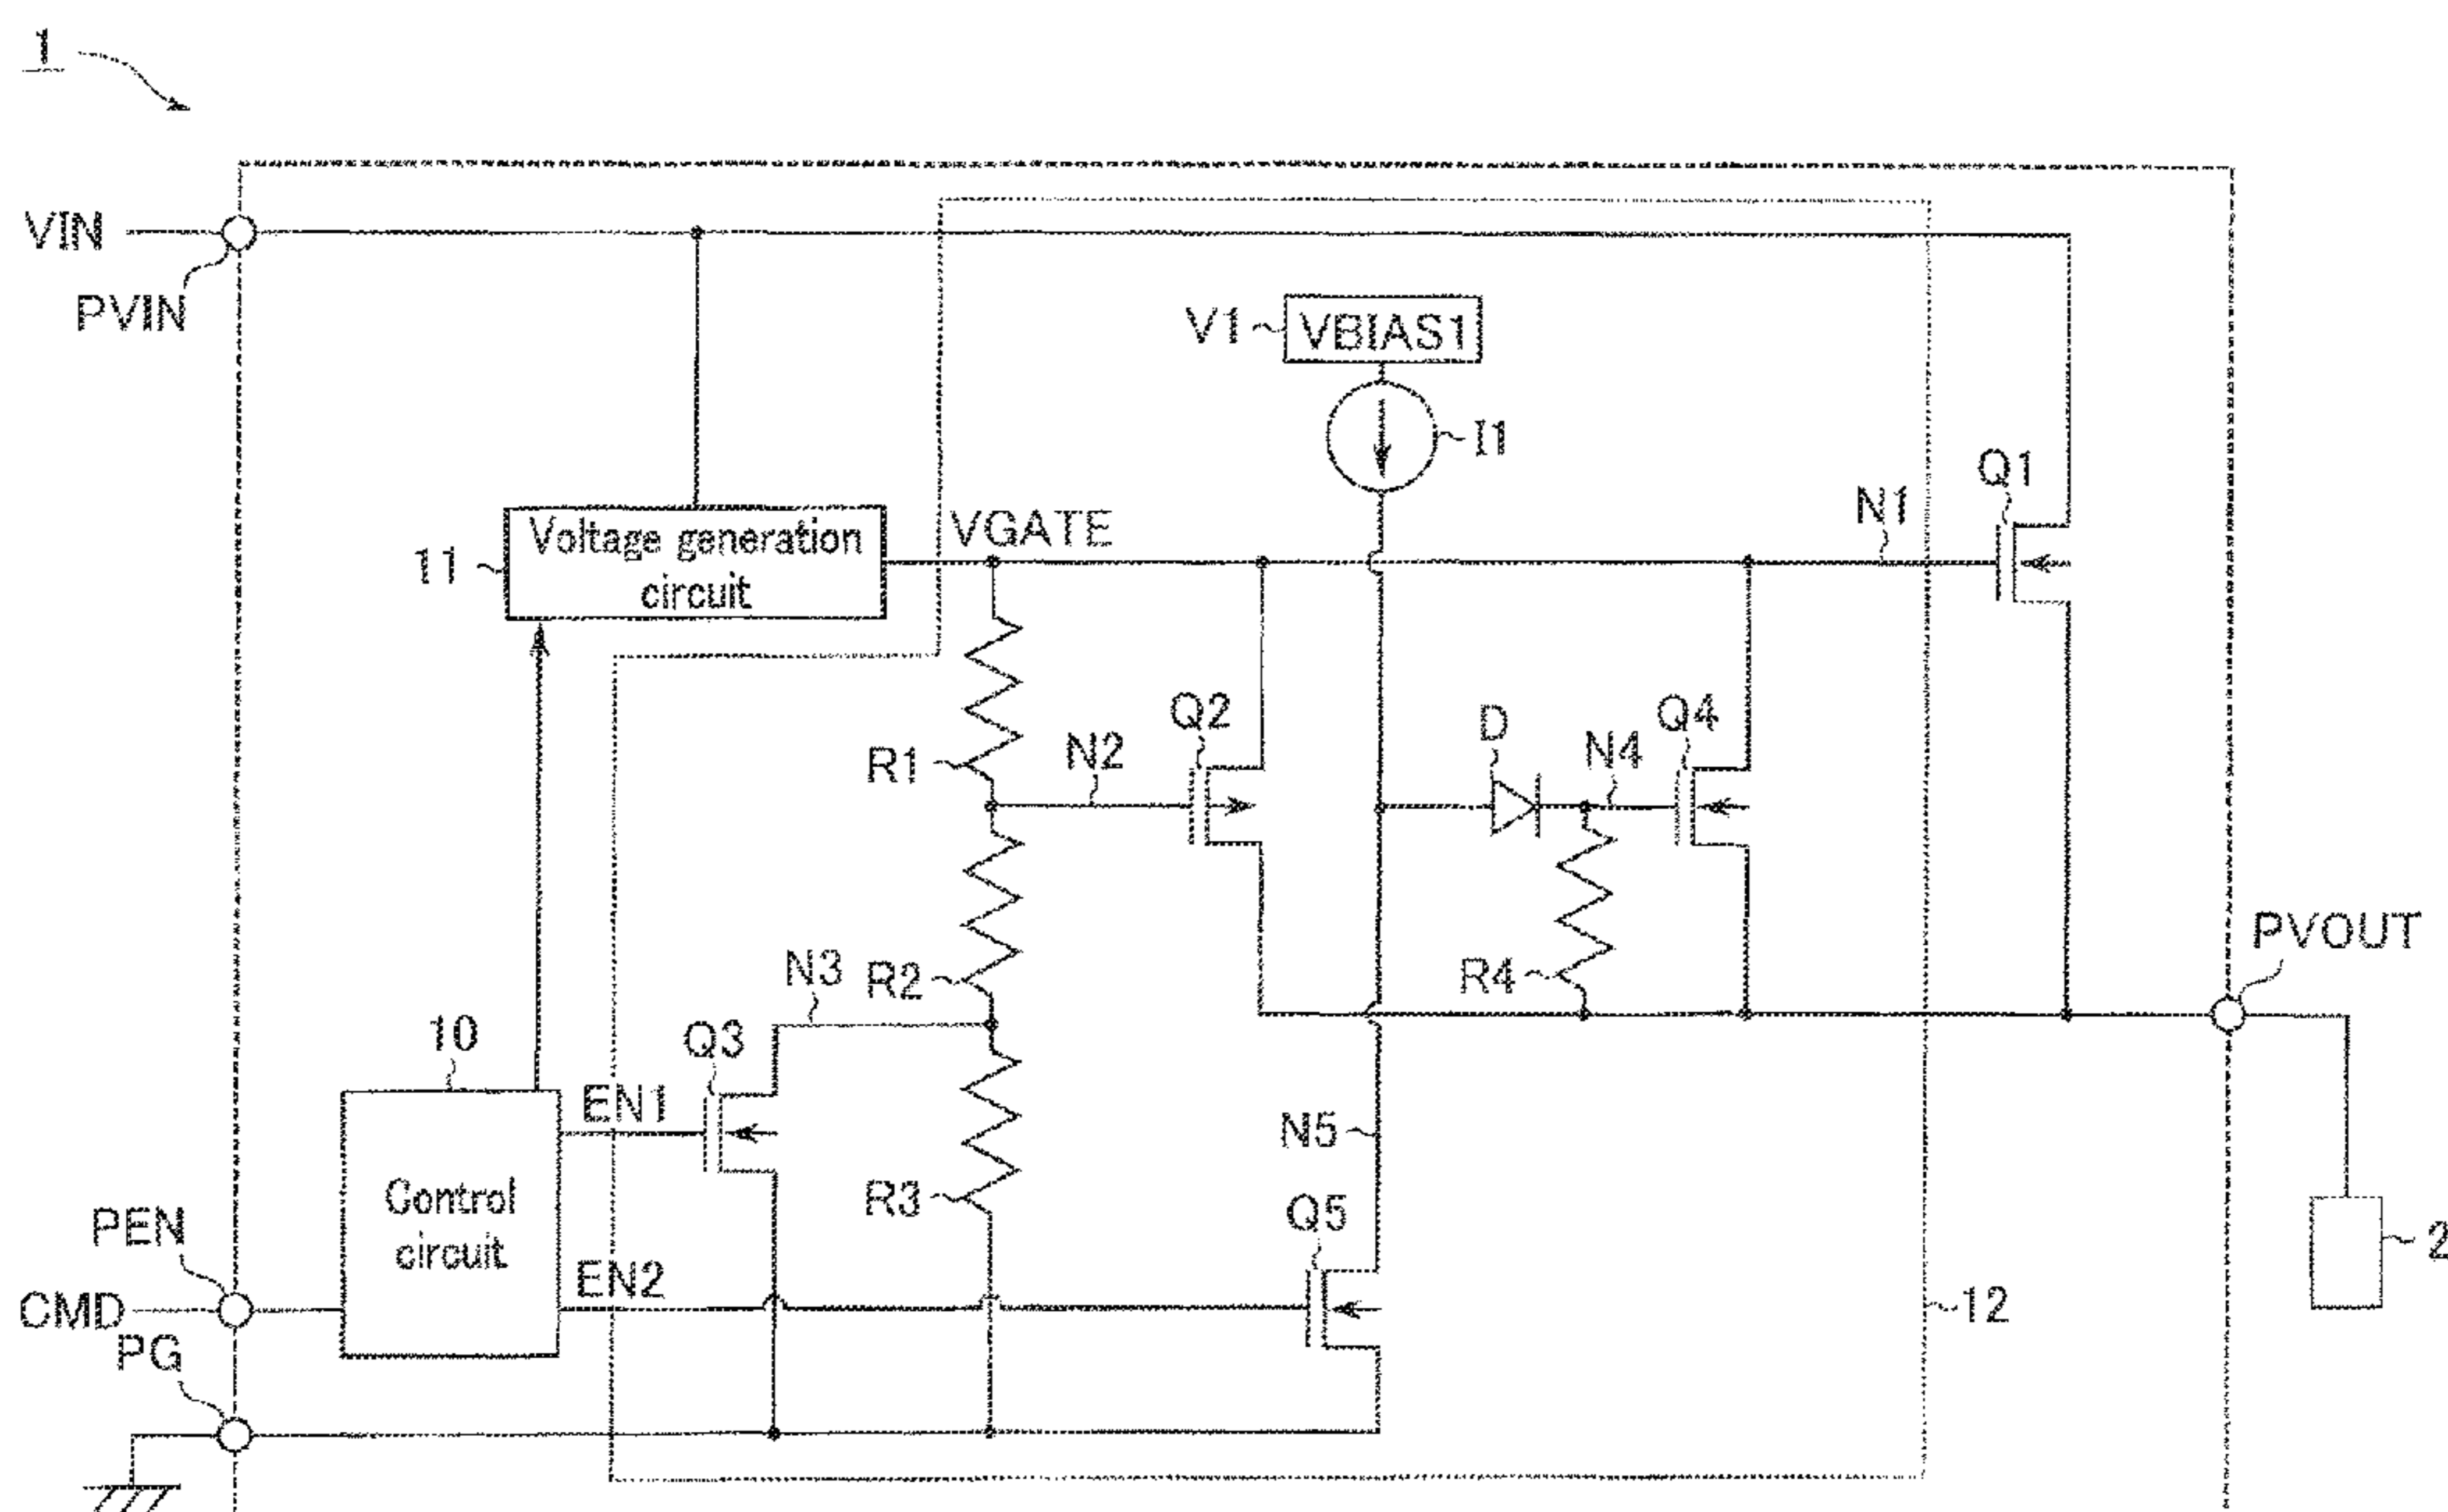 1
VIN
PVIN
V1
VBIAS1
I1
Q1
N1
VGATE
11
Voltage generation
circuit
Q2
D
Q4
R1
N2
N4
PVOUT
N3
R2
R4
10
Q3
EN1
N5
Control
circuit
R3
Q5
PEN
2
EN2
CMD
12
PG